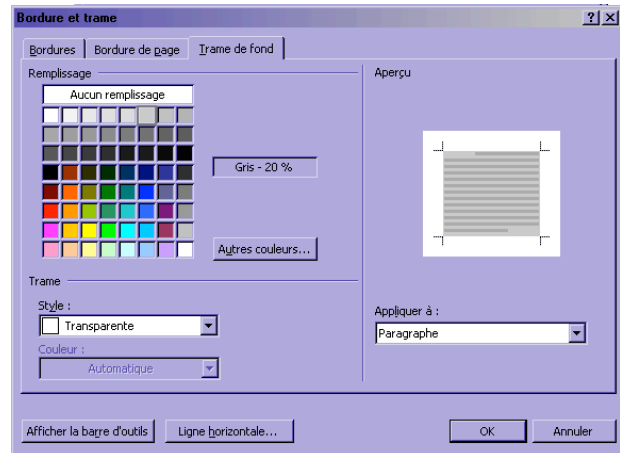 Bordure et trame
Bordures Bordure de page Trame de fond
Remplissage
Aucun remplissage
Gris - 20 %
Autres couleurs...
Trame
Style :
Transparente
Couleur :
Automatique
Aperçu
Appliquer à :
Paragraphe
Afficher la barre d'outils Ligne horizontale... OK Annuler